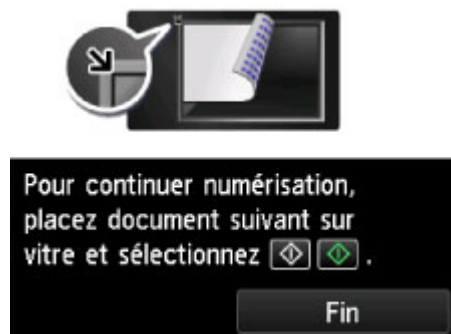 Pour continuer numérisation,
placez document suivant sur
vitre et sélectionnez .
Fin